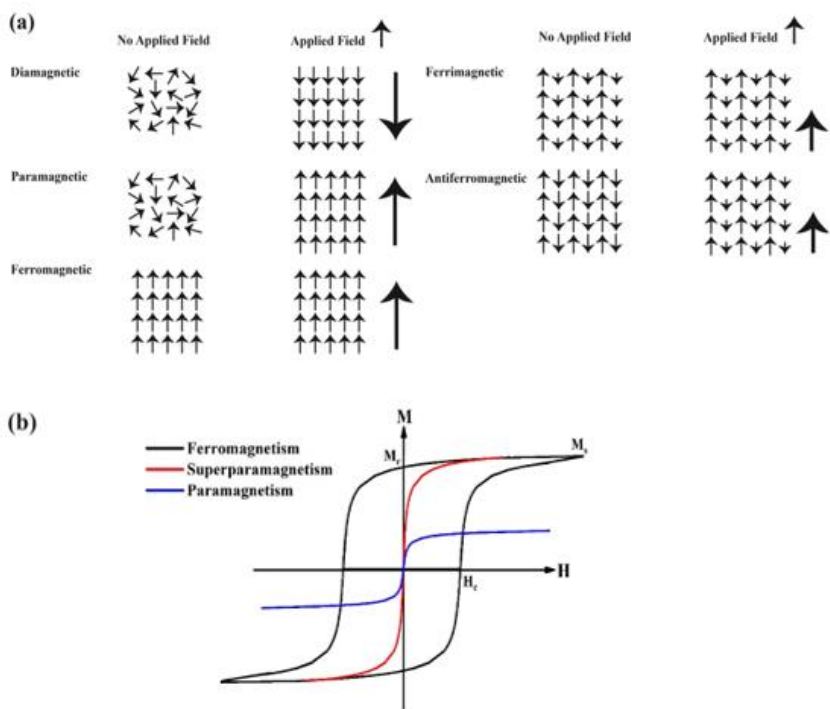 (a)
No Applied Field
Applied Field
Diamagnetic
Paramagnetic
Ferromagnetic
No Applied Field
Applied Field
Ferrimagnetic
Antiferromagnetic
(b)
Ferromagnetism
Superparamagnetism
Paramagnetism
M
Mr
Ms
H
Hc